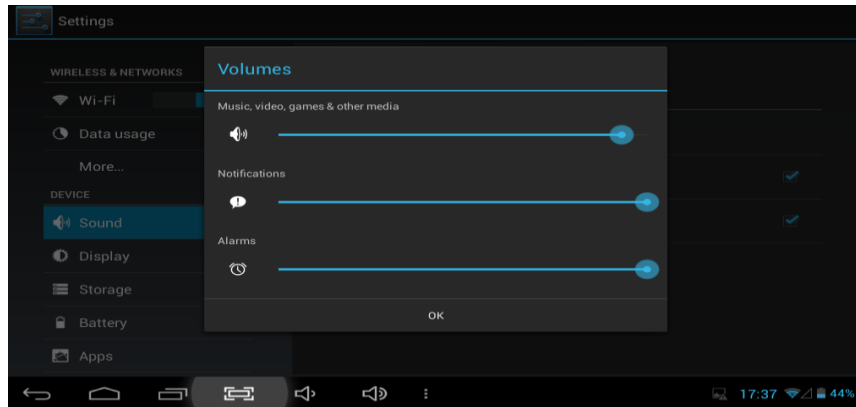 Settings
WIRELESS & NETWORKS
Wi-Fi
Data usage
More...
DEVICE
Sound
Display
Storage
Battery
Apps
Volumes
Music, video, games & other media
Notifications
Alarms
OK
17:37 44%